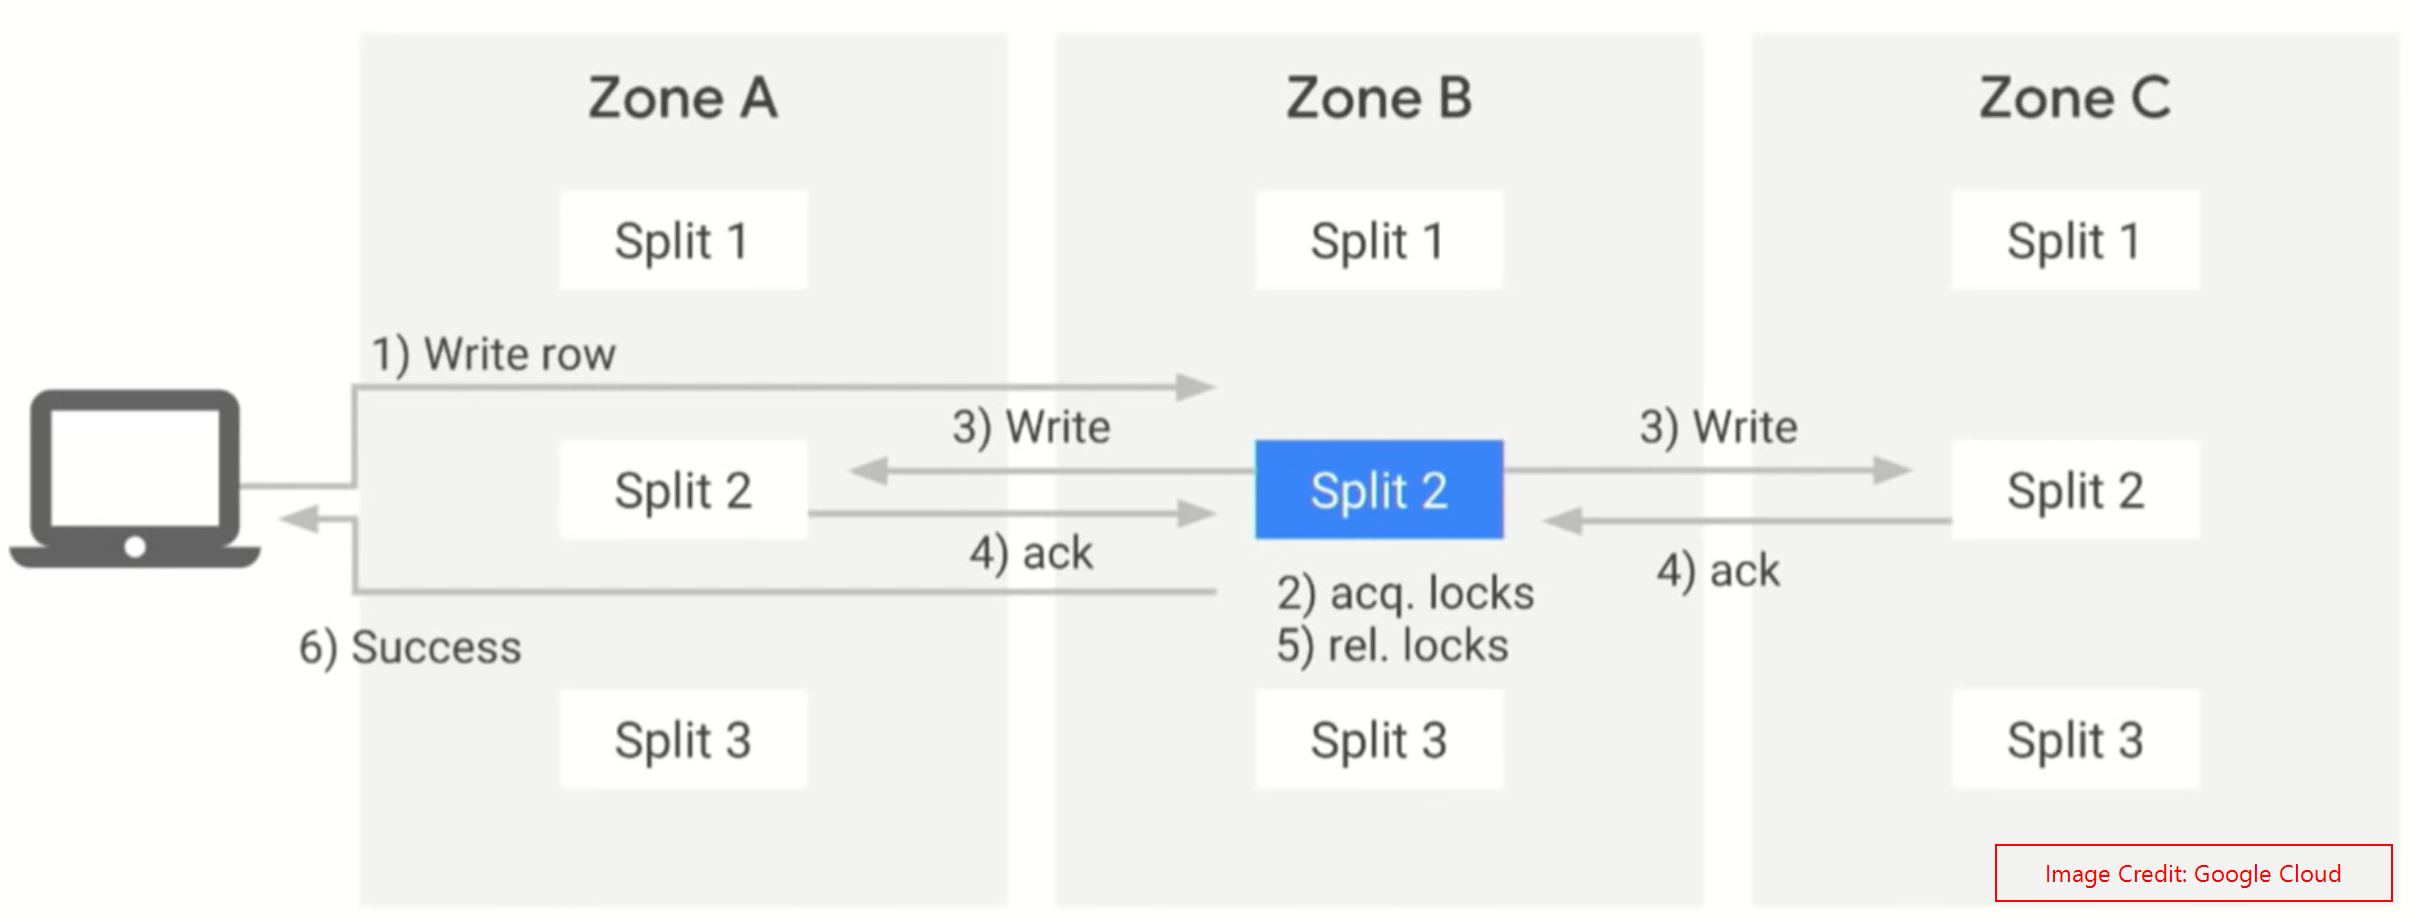 Zone A
Zone B
Zone C
Split 1
Split 1
Split 1
1) Write row
3) Write
3) Write
Split 2
Split 2
Split 2
4) ack
4) ack
2) acq. locks
5) rel. locks
6) Success
Split 3
Split 3
Split 3
Image Credit: Google Cloud